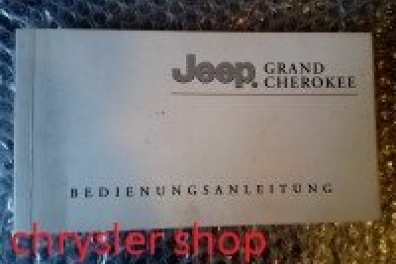 Jeep. GRAND
CHEROKEE
BEDIENUNGSANLEITUNG
chrysler shop